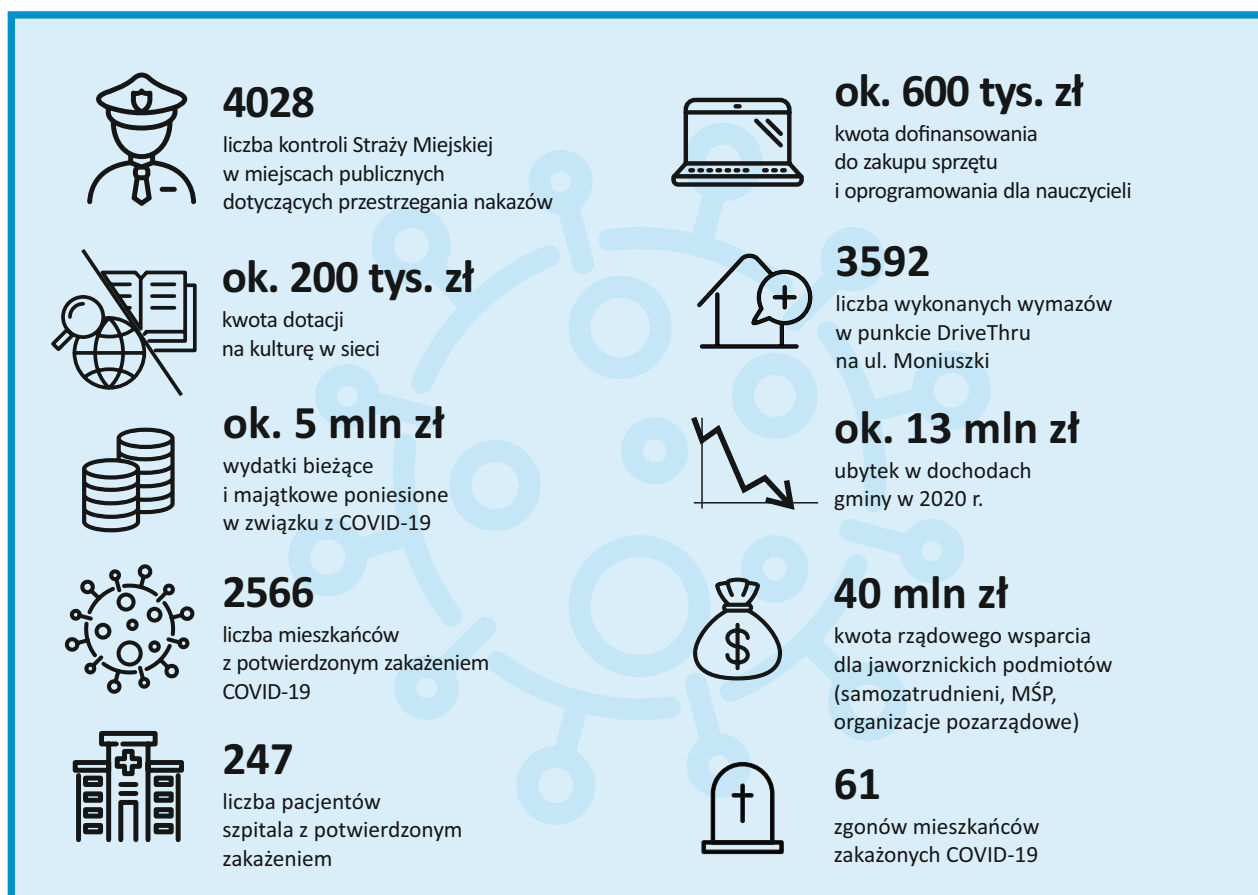 4028
liczba kontroli Straży Miejskiej
w miejscach publicznych
dotyczących przestrzegania nakazów
ok. 200 tys. zł
kwota dotacji
na kulturę w sieci
ok. 5 mln zł
wydatki bieżące
i majątkowe poniesione
w związku z COVID-19
2566
liczba mieszkańców
z potwierdzonym zakażeniem
COVID-19
247
liczba pacjentów
szpitala z potwierdzonym
zakażeniem
ok. 600 tys. zł
kwota dofinansowania
do zakupu sprzętu
i oprogramowania dla nauczycieli
3592
liczba wykonanych wymazów
w punkcie DriveThru
na ul. Moniuszki
ok. 13 mln zł
ubytek w dochodach
gminy w 2020 r.
$
40 mln zł
kwota rządowego wsparcia
dla jaworznickich podmiotów
(samozatrudnieni, MŚP,
organizacje pozarządowe)
61
zgonów mieszkańców
zakażonych COVID-19